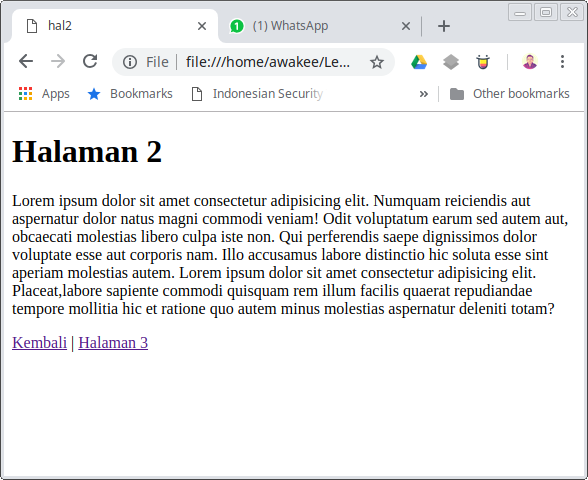 hal2
(1) WhatsApp
File
file:///home/awakee/Le...
Apps
Bookmarks
Indonesian Security
»
Other bookmarks
Halaman 2
Lorem ipsum dolor sit amet consectetur adipisicing elit. Numquam reiciendis aut
aspernatur dolor natus magni commodi veniam! Odit voluptatum earum sed autem aut,
obcaecati molestias libero culpa iste non. Qui perferendis saepe dignissimos dolor
voluptate esse aut corporis nam. Illo accusamus labore distinctio hic soluta esse sint
aperiam molestias autem. Lorem ipsum dolor sit amet consectetur adipisicing elit.
Placeat,labore sapiente commodi quisquam rem illum facilis quaerat repudiandae
tempore mollitia hic et ratione quo autem minus molestias aspernatur deleniti totam?
Kembali | Halaman 3